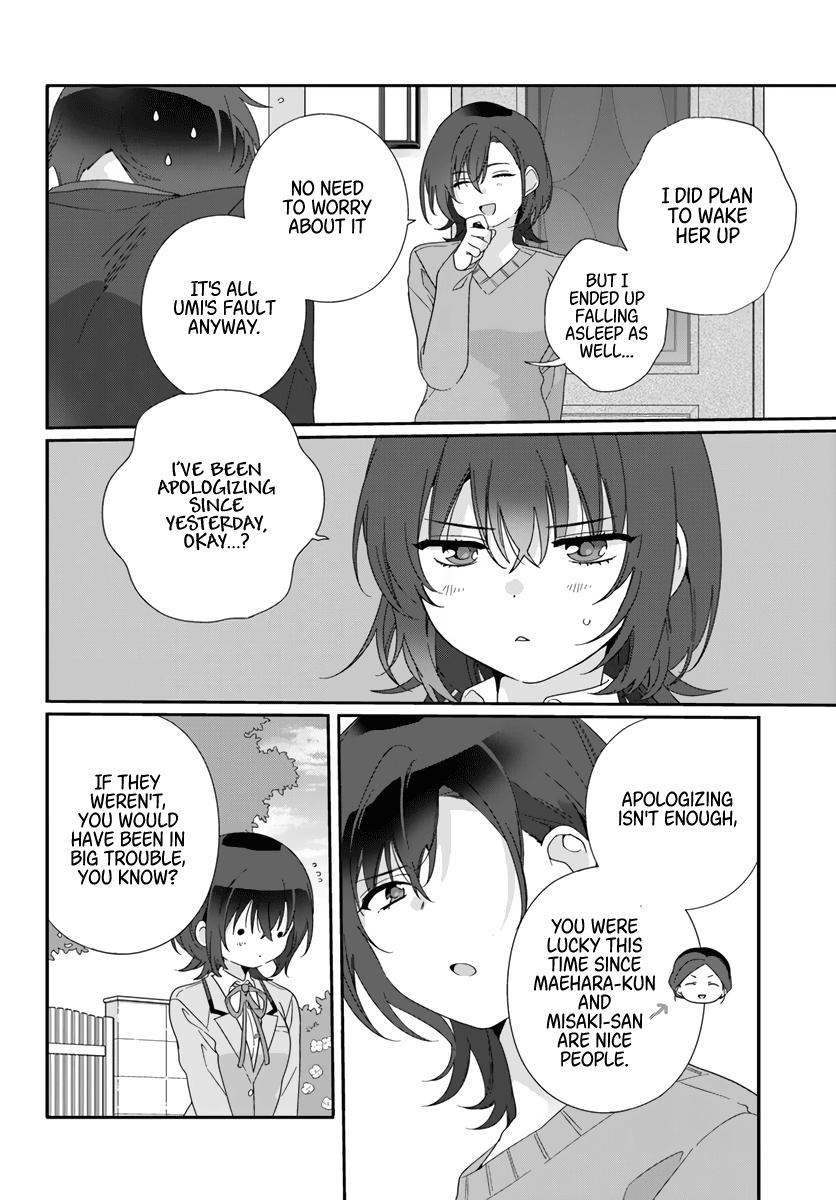 I DID PLAN
TO WAKE
HER UP
BUT I
ENDED UP
FALLING
ASLEEP AS
WELL...
NO NEED
TO WORRY
ABOUT IT
IT'S ALL
UMI'S FAULT
ANYWAY.
I'VE BEEN
APOLOGIZING
SINCE
YESTERDAY,
OKAY...?
APOLOGIZING
ISN'T ENOUGH,
YOU WERE
LUCKY THIS
TIME SINCE
MAEHARA-KUN
AND
MISAKI-SAN
ARE NICE
PEOPLE.
IF THEY
WEREN'T,
YOU WOULD
HAVE BEEN IN
BIG TROUBLE,
YOU KNOW?